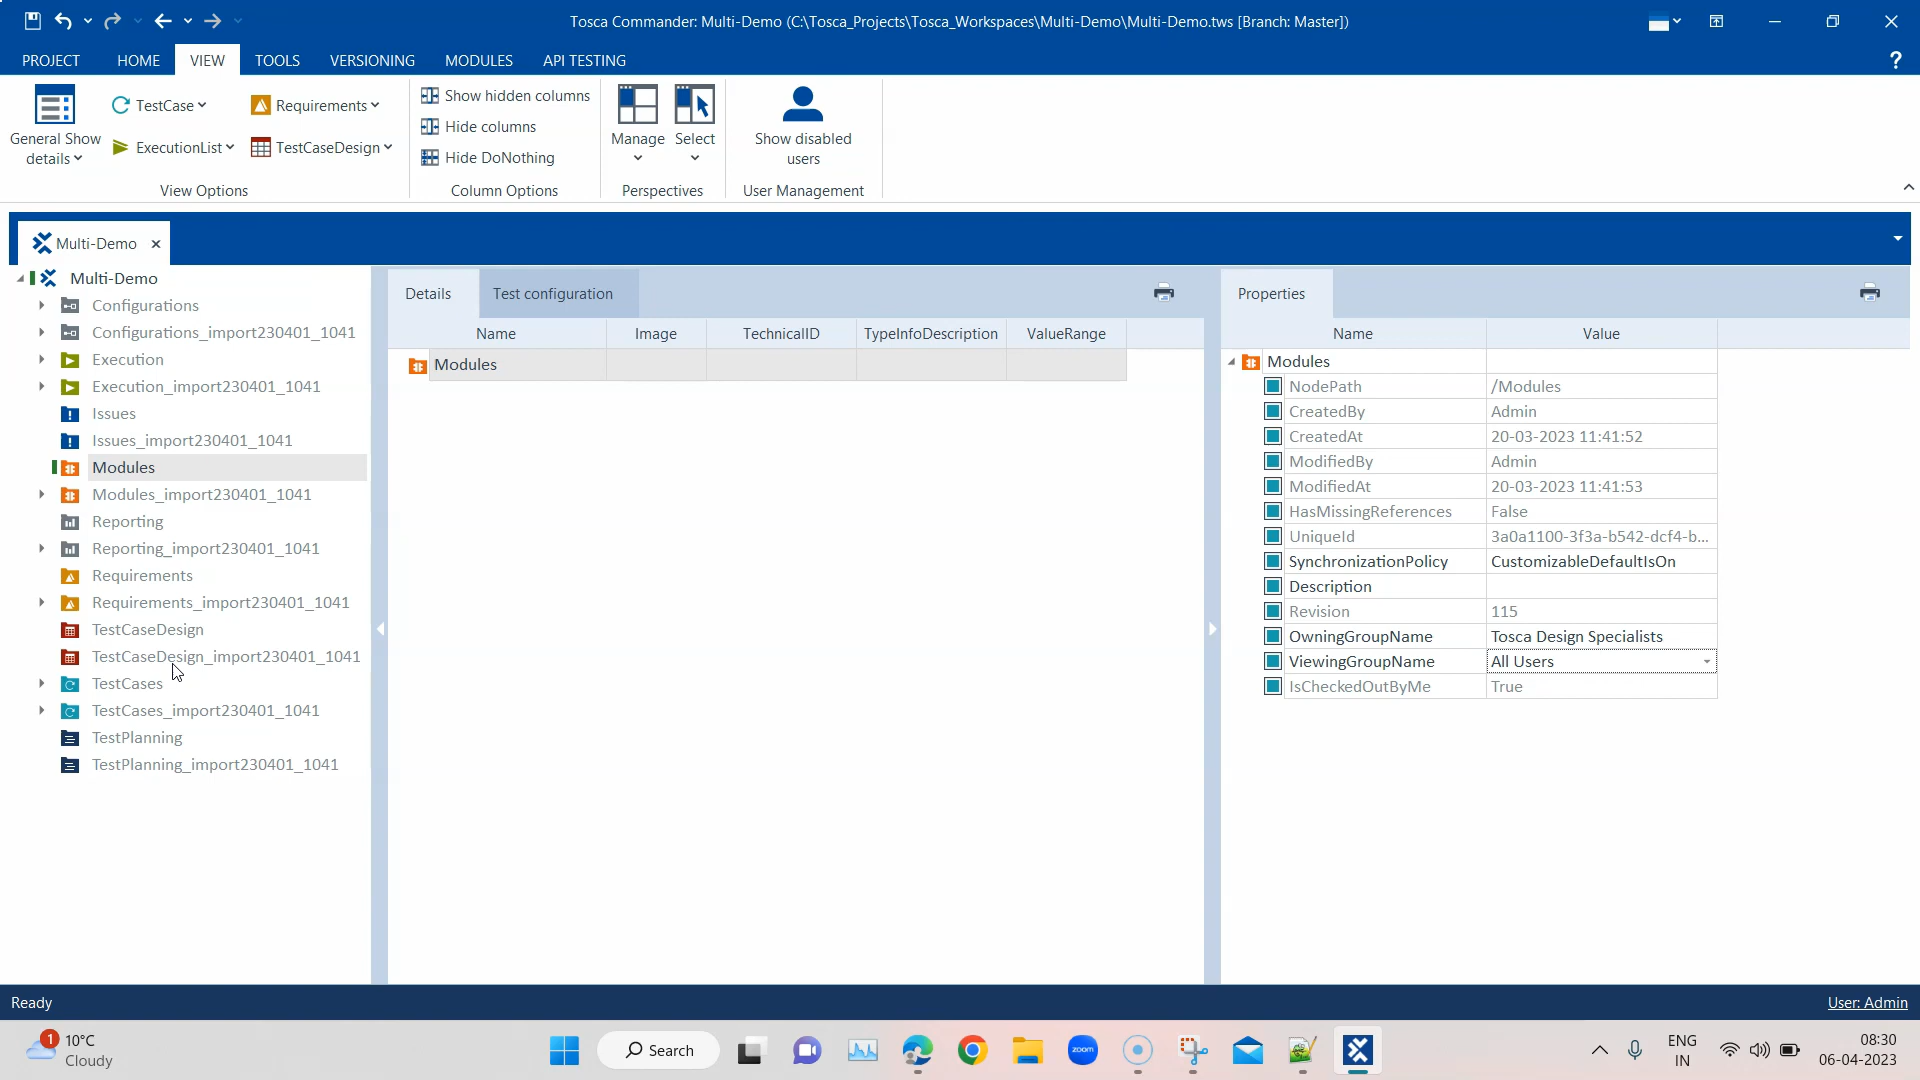 Tosca Commander: Multi-Demo (C:\Tosca_Projects\Tosca_Workspaces\Multi-Demo\Multi-Demo.tws [Branch: Master])
PROJECT HOME VIEW TOOLS VERSIONING MODULES API TESTING ?
General Show details
TestCase
ExecutionList
Requirements
TestCaseDesign
View Options
Show hidden columns
Hide columns
Hide DoNothing
Column Options
Manage Select
Perspectives
Show disabled users
User Management
Multi-Demo ×
Multi-Demo
Configurations
Configurations_import230401_1041
Execution
Execution_import230401_1041
Issues
Issues_import230401_1041
Modules
Modules_import230401_1041
Reporting
Reporting_import230401_1041
Requirements
Requirements_import230401_1041
TestCaseDesign
TestCaseDesign_import230401_1041
TestCases
TestCases_import230401_1041
TestPlanning
TestPlanning_import230401_1041
Details Test configuration
Name Image TechnicalID TypeInfoDescription ValueRange
Modules
Properties
Name Value
Modules
NodePath /Modules
CreatedBy Admin
CreatedAt 20-03-2023 11:41:52
ModifiedBy Admin
ModifiedAt 20-03-2023 11:41:53
HasMissingReferences False
UniqueId 3a0a1100-3f3a-b542-dcf4-b...
SynchronizationPolicy CustomizableDefaultIsOn
Description
Revision 115
OwningGroupName Tosca Design Specialists
ViewingGroupName All Users
IsCheckedOutByMe True
Ready User: Admin
1
10°C
Cloudy
Search
zoom
ENG
IN
08:30
06-04-2023